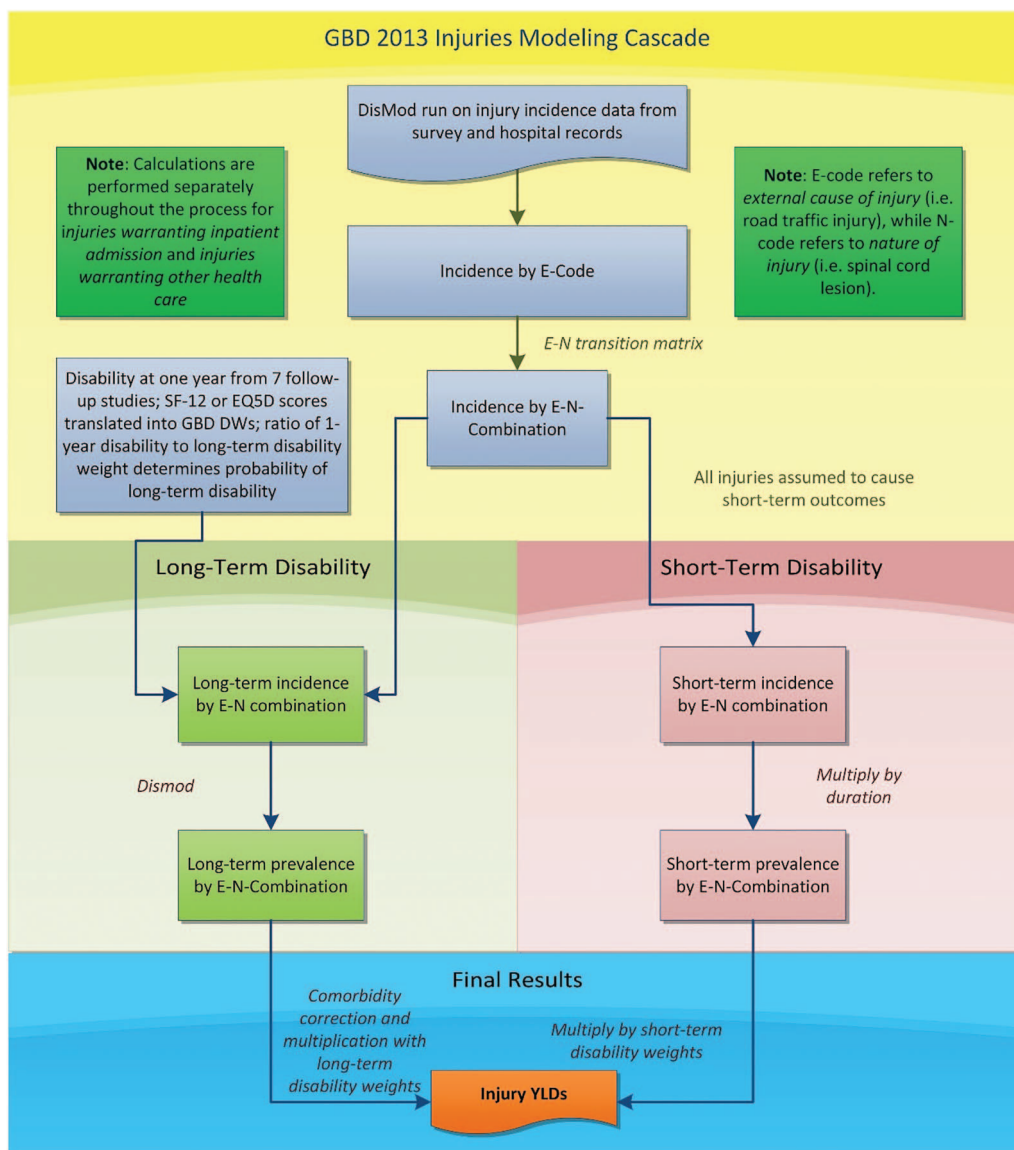 GBD 2013 Injuries Modeling Cascade
DisMod run on injury incidence data from
survey and hospital records
Note: Calculations are
performed separately
throughout the process for
injuries warranting inpatient
admission and injuries
warranting other health
care
Note: E-code refers to
external cause of injury (i.e.
road traffic injury), while N-
code refers to nature of
injury (i.e. spinal cord
lesion).
Incidence by E-Code
E-N transition matrix
Disability at one year from 7 follow-
up studies; SF-12 or EQ5D scores
translated into GBD DWs; ratio of 1-
year disability to long-term disability
weight determines probability of
long-term disability
Incidence by E-N-
Combination
All injuries assumed to cause
short-term outcomes
Long-Term Disability
Short-Term Disability
Long-term incidence
by E-N combination
Short-term incidence
by E-N combination
Dismod
Multiply by
duration
Long-term prevalence
by E-N-Combination
Short-term prevalence
by E-N-Combination
Final Results
Comorbidity
correction and
multiplication with
long-term
disability weights
Multiply by short-term
disability weights
Injury YLDs